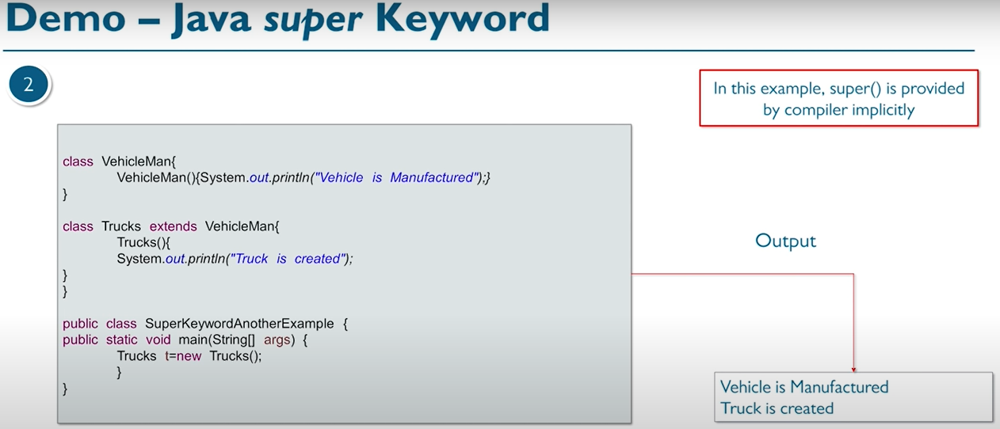 Demo – Java super Keyword
2
In this example, super() is provided
by compiler implicitly
class VehicleMan{
VehicleMan(){System.out.println("Vehicle is Manufactured");}
}
class Trucks extends VehicleMan{
Trucks(){
System.out.println("Truck is created");
}
}
public class SuperKeywordAnotherExample {
public static void main(String[] args) {
Trucks t=new Trucks();
}
}
Output
Vehicle is Manufactured
Truck is created